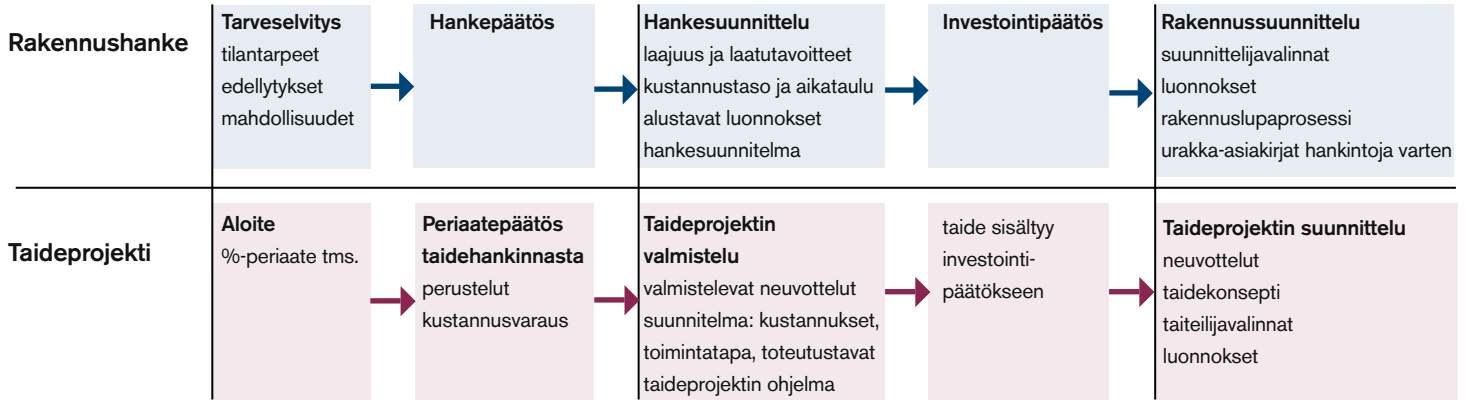 Rakennushanke
Tarveselvitys
tilantarpeet
edellytykset
mahdollisuudet
Hankepäätös
Hankesuunnittelu
laajuus ja laatutavoitteet
kustannustaso ja aikataulu
alustavat luonnokset
hankesuunnitelma
Investointipäätös
Rakennussuunnittelu
suunnittelijavalinnat
luonnokset
rakennuslupaprosessi
urakka-asiakirjat hankintoja varten
Taideprojekti
Aloite
%-periaate tms.
Periaatepäätös
taidehankinnasta
perustelut
kustannusvaraus
Taideprojektin
valmistelu
valmistelevat neuvottelut
suunnitelma: kustannukset,
toimintatapa, toteutustavat
taideprojektin ohjelma
taide sisältyy
investointi-
päätökseen
Taideprojektin suunnittelu
neuvottelut
taidekonsepti
taiteilijavalinnat
luonnokset